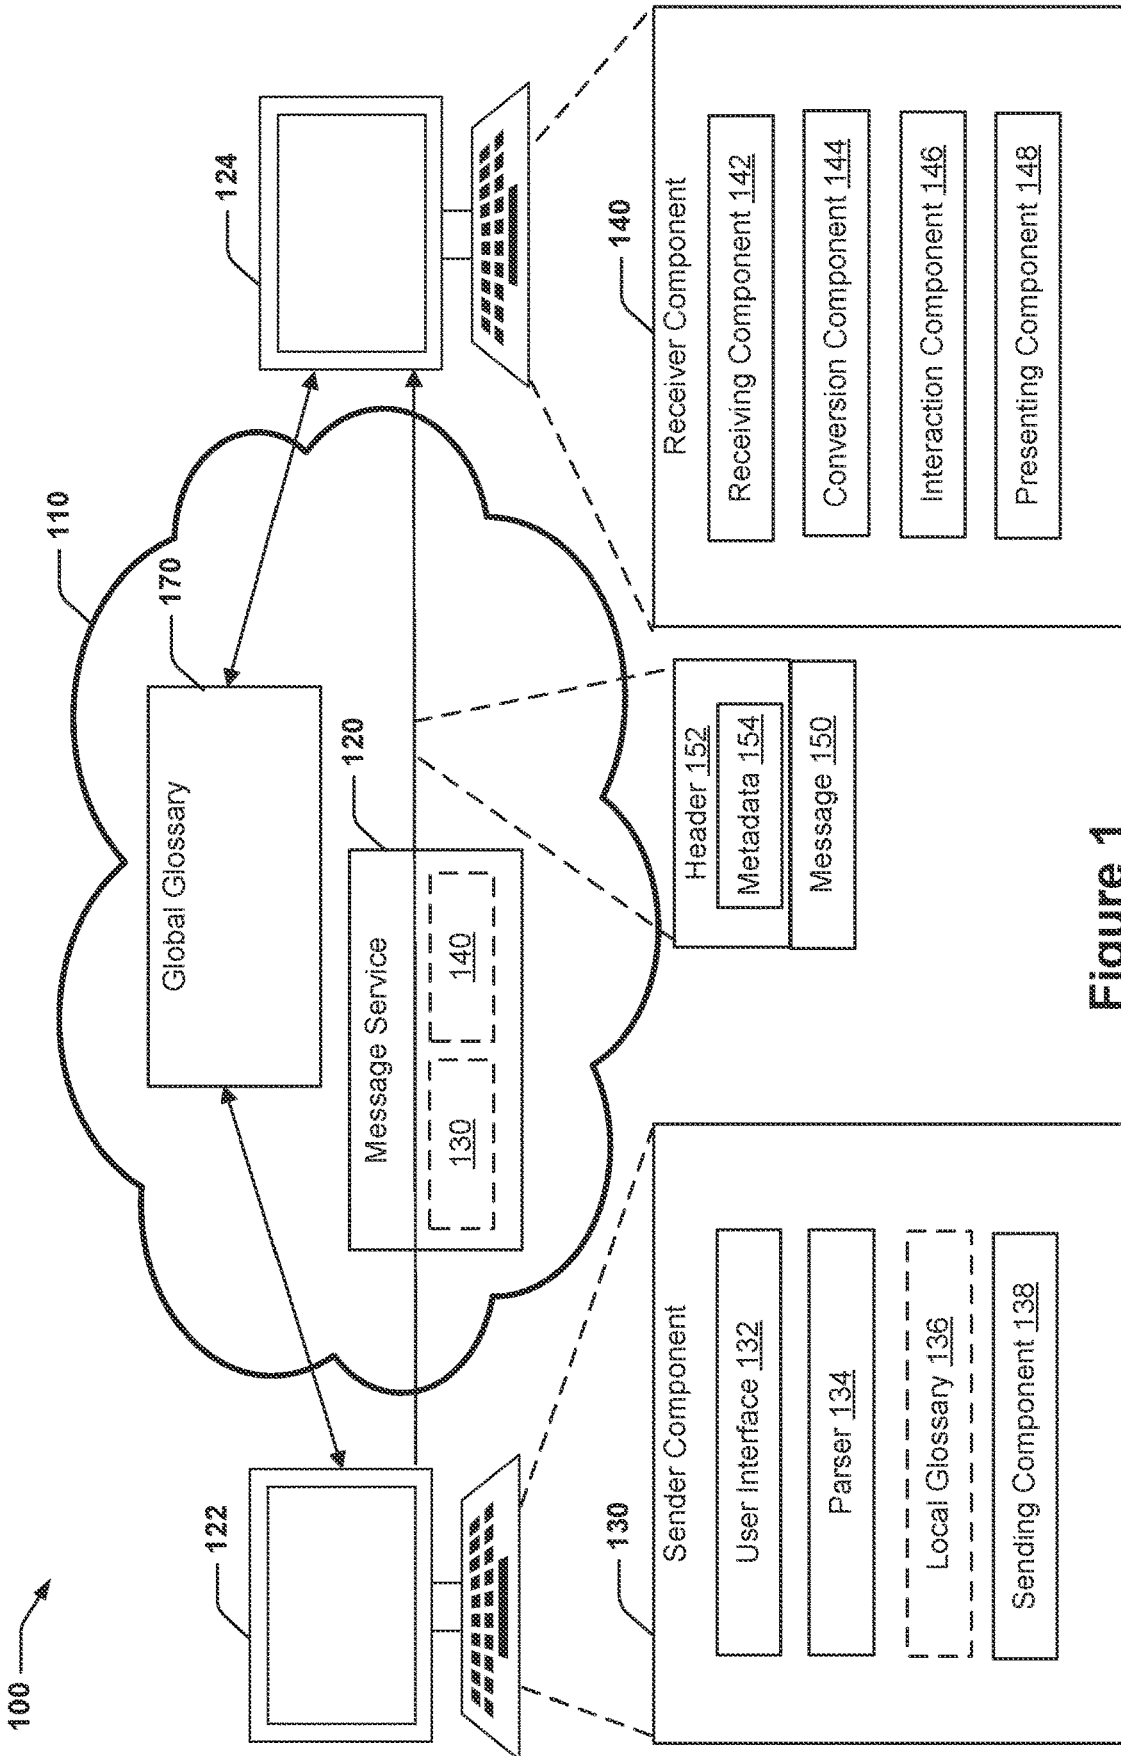 100
110
122
124
170
Global Glossary
120
Message Service
130
140
130
Sender Component
User Interface 132
Parser 134
Local Glossary 136
Sending Component 138
Header 152
Metadata 154
Message 150
140
Receiver Component
Receiving Component 142
Conversion Component 144
Interaction Component 146
Presenting Component 148
Figure 1